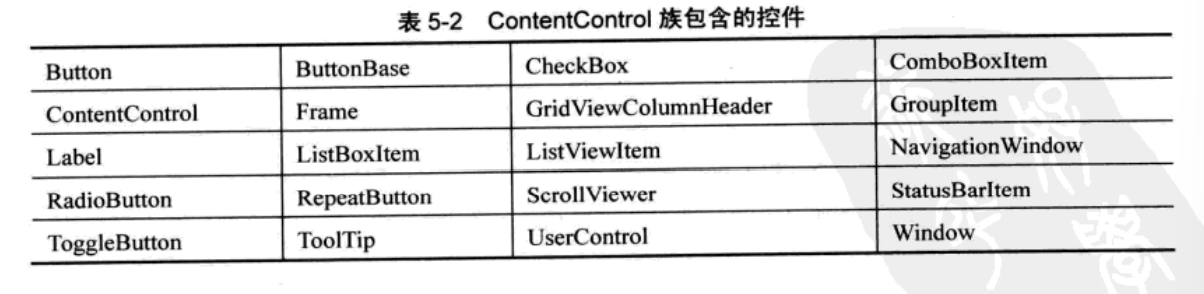 表 5-2 ContentControl 族包含的控件
Button ButtonBase CheckBox ComboBoxItem
ContentControl Frame GridViewColumnHeader GroupItem
Label ListBoxItem ListViewItem NavigationWindow
RadioButton RepeatButton ScrollViewer StatusBarItem
ToggleButton ToolTip UserControl Window